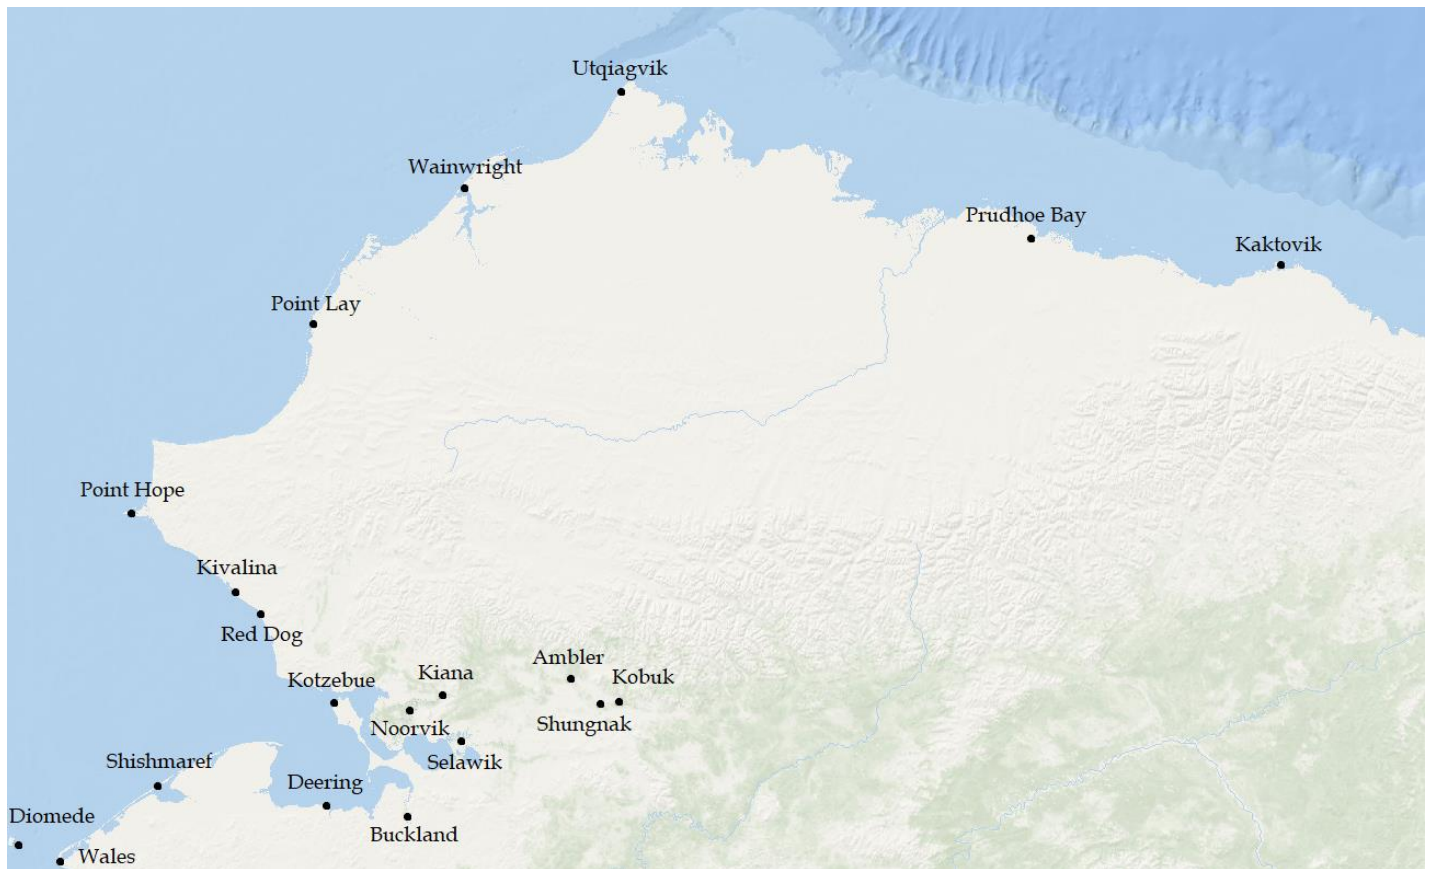 Utqiagvik
Wainwright
Prudhoe Bay
Kaktovik
Point Lay
Point Hope
Kivalina
Red Dog
Ambler
Kiana
Kobuk
Kotzebue
Noorvik
Shungnak
Selawik
Shishmaref
Deering
Diomede
Buckland
Wales